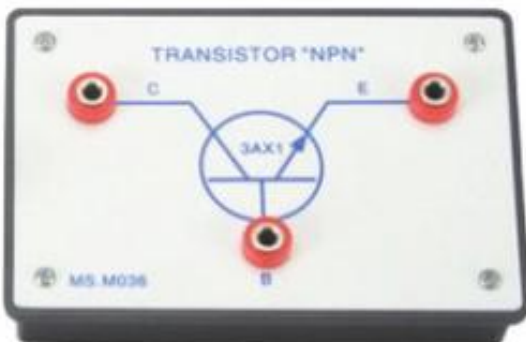 TRANSISTOR "NPN"
C E
3AX1
B
MS.M036